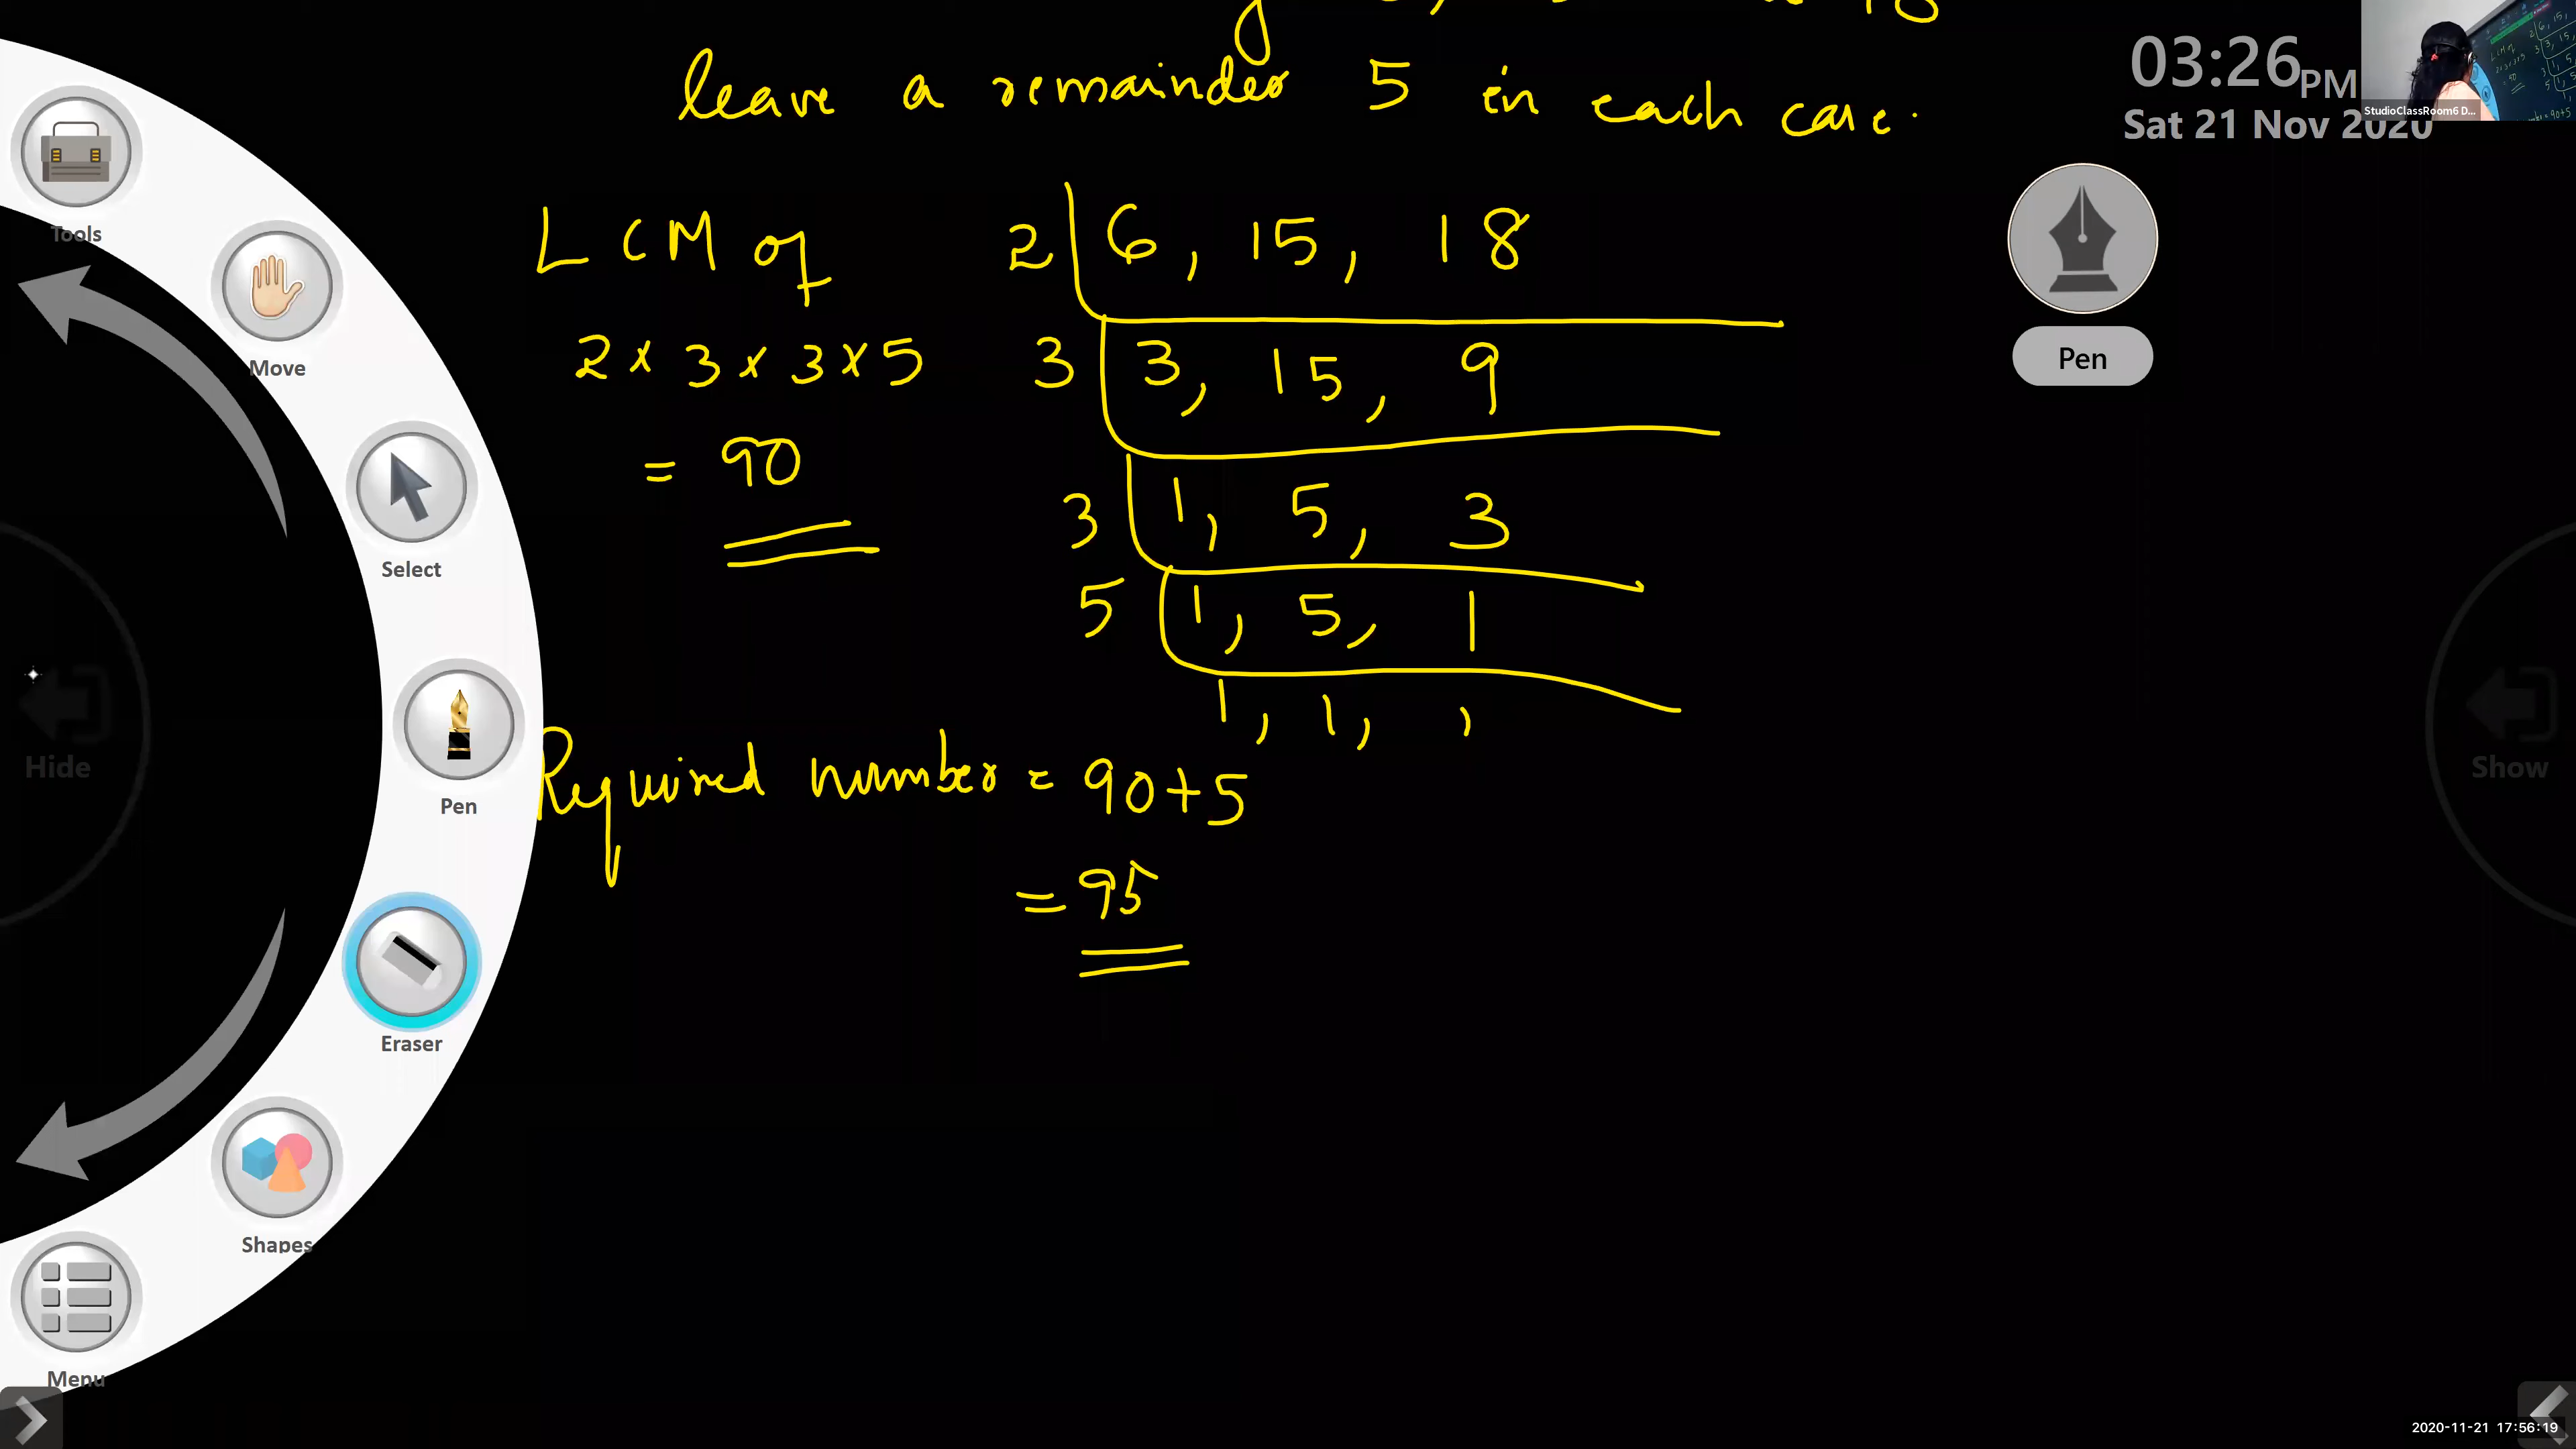 03:26 PM
Sat 21 Nov 2020
StudioClassRoom6 D...
leave a remainder 5 in each case.
LCM of
2 × 3 × 3 × 5
= 90
2 | 6, 15, 18
3 | 3, 15, 9
3 | 1, 5, 3
5 | 1, 5, 1
1, 1, ,
Required number = 90+5
= 95
Tools
Move
Select
Pen
Eraser
Shapes
Menu
Hide
Pen
Show
2020-11-21 17:56:19